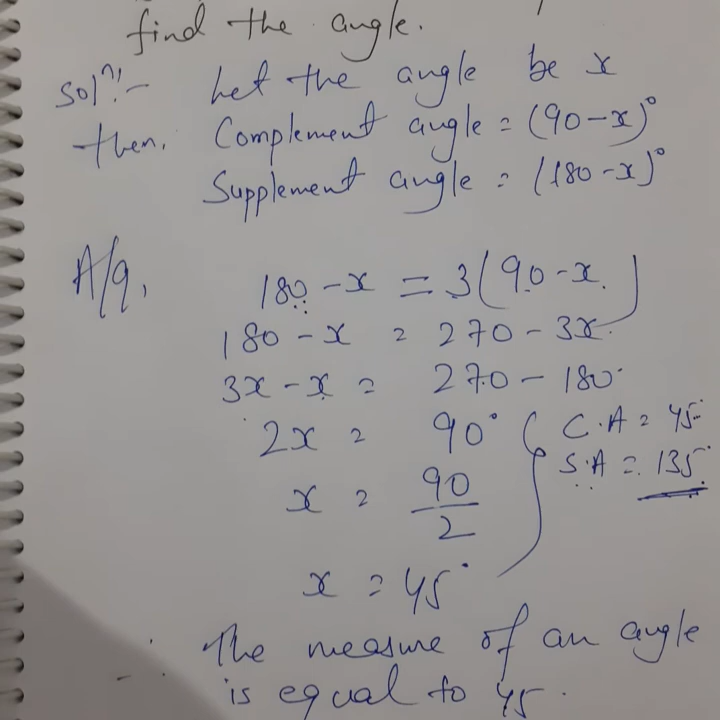 find the angle.
Solⁿ:- Let the angle be x
then, Complement angle = (90-x)°
Supplement angle = (180-x)°
A/q,
180-x = 3(90-x)
180-x = 270-3x
3x-x = 270-180
2x = 90°
C.A = 45
x = 90/2
S.A = 135°
x = 45°
∴ The measure of an angle
is equal to 45.